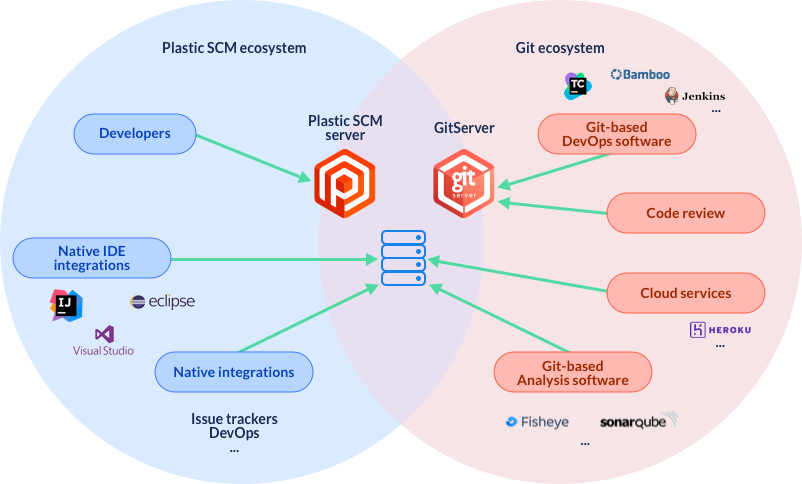 Plastic SCM ecosystem
Git ecosystem
TC
Bamboo
Jenkins
...
Developers
Plastic SCM
server
GitServer
Git-based
DevOps software
git
server
Code review
Native IDE
integrations
IJ
eclipse
Visual Studio
Cloud services
HEROKU
...
Native integrations
Issue trackers
DevOps
...
Git-based
Analysis software
Fisheye
sonarqube
...